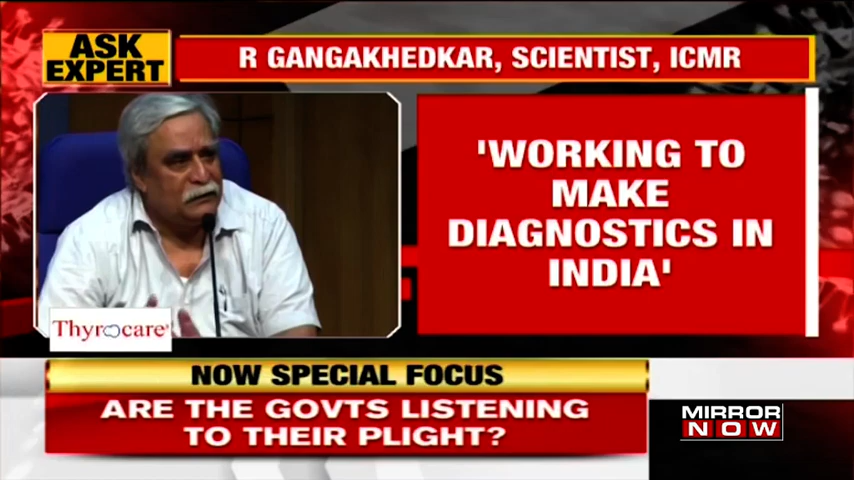 ASK
EXPERT
R GANGAKHEDKAR, SCIENTIST, ICMR
'WORKING TO
MAKE
DIAGNOSTICS IN
INDIA'
Thyrocare
NOW SPECIAL FOCUS
ARE THE GOVTS LISTENING
TO THEIR PLIGHT?
MIRROR
NOW